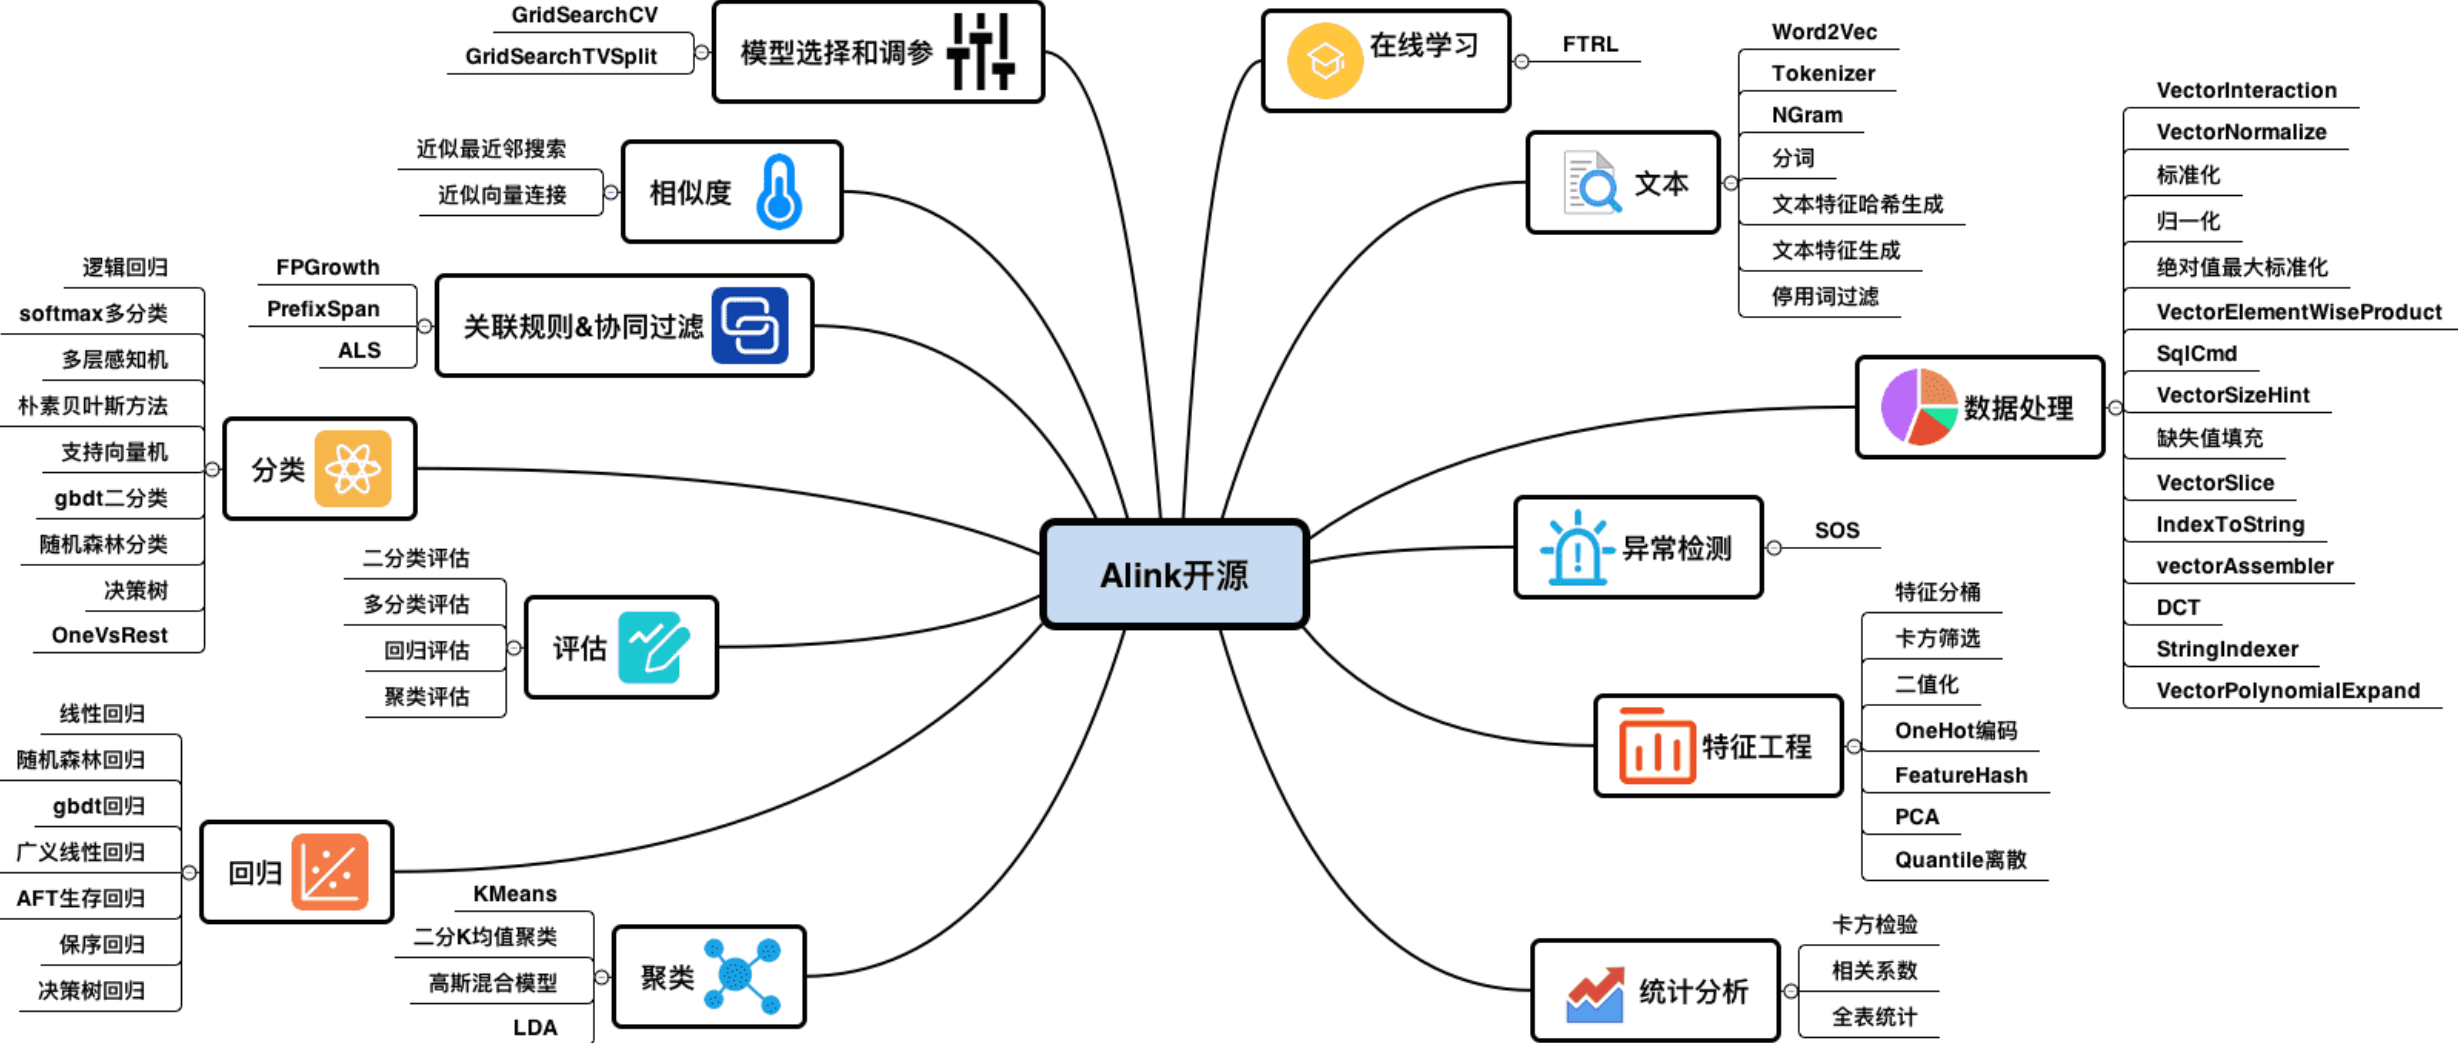 Alink开源
模型选择和调参
GridSearchCV
GridSearchTVSplit
相似度
近似最近邻搜索
近似向量连接
关联规则&协同过滤
FPGrowth
PrefixSpan
ALS
分类
逻辑回归
softmax多分类
多层感知机
朴素贝叶斯方法
支持向量机
gbdt二分类
随机森林分类
决策树
OneVsRest
评估
二分类评估
多分类评估
回归评估
聚类评估
回归
线性回归
随机森林回归
gbdt回归
广义线性回归
AFT生存回归
保序回归
决策树回归
聚类
KMeans
二分K均值聚类
高斯混合模型
LDA
在线学习
FTRL
文本
Word2Vec
Tokenizer
NGram
分词
文本特征哈希生成
文本特征生成
停用词过滤
数据处理
VectorInteraction
VectorNormalize
标准化
归一化
绝对值最大标准化
VectorElementWiseProduct
SqlCmd
VectorSizeHint
缺失值填充
VectorSlice
IndexToString
vectorAssembler
DCT
StringIndexer
VectorPolynomialExpand
异常检测
SOS
特征工程
特征分桶
卡方筛选
二值化
OneHot编码
FeatureHash
PCA
Quantile离散
统计分析
卡方检验
相关系数
全表统计